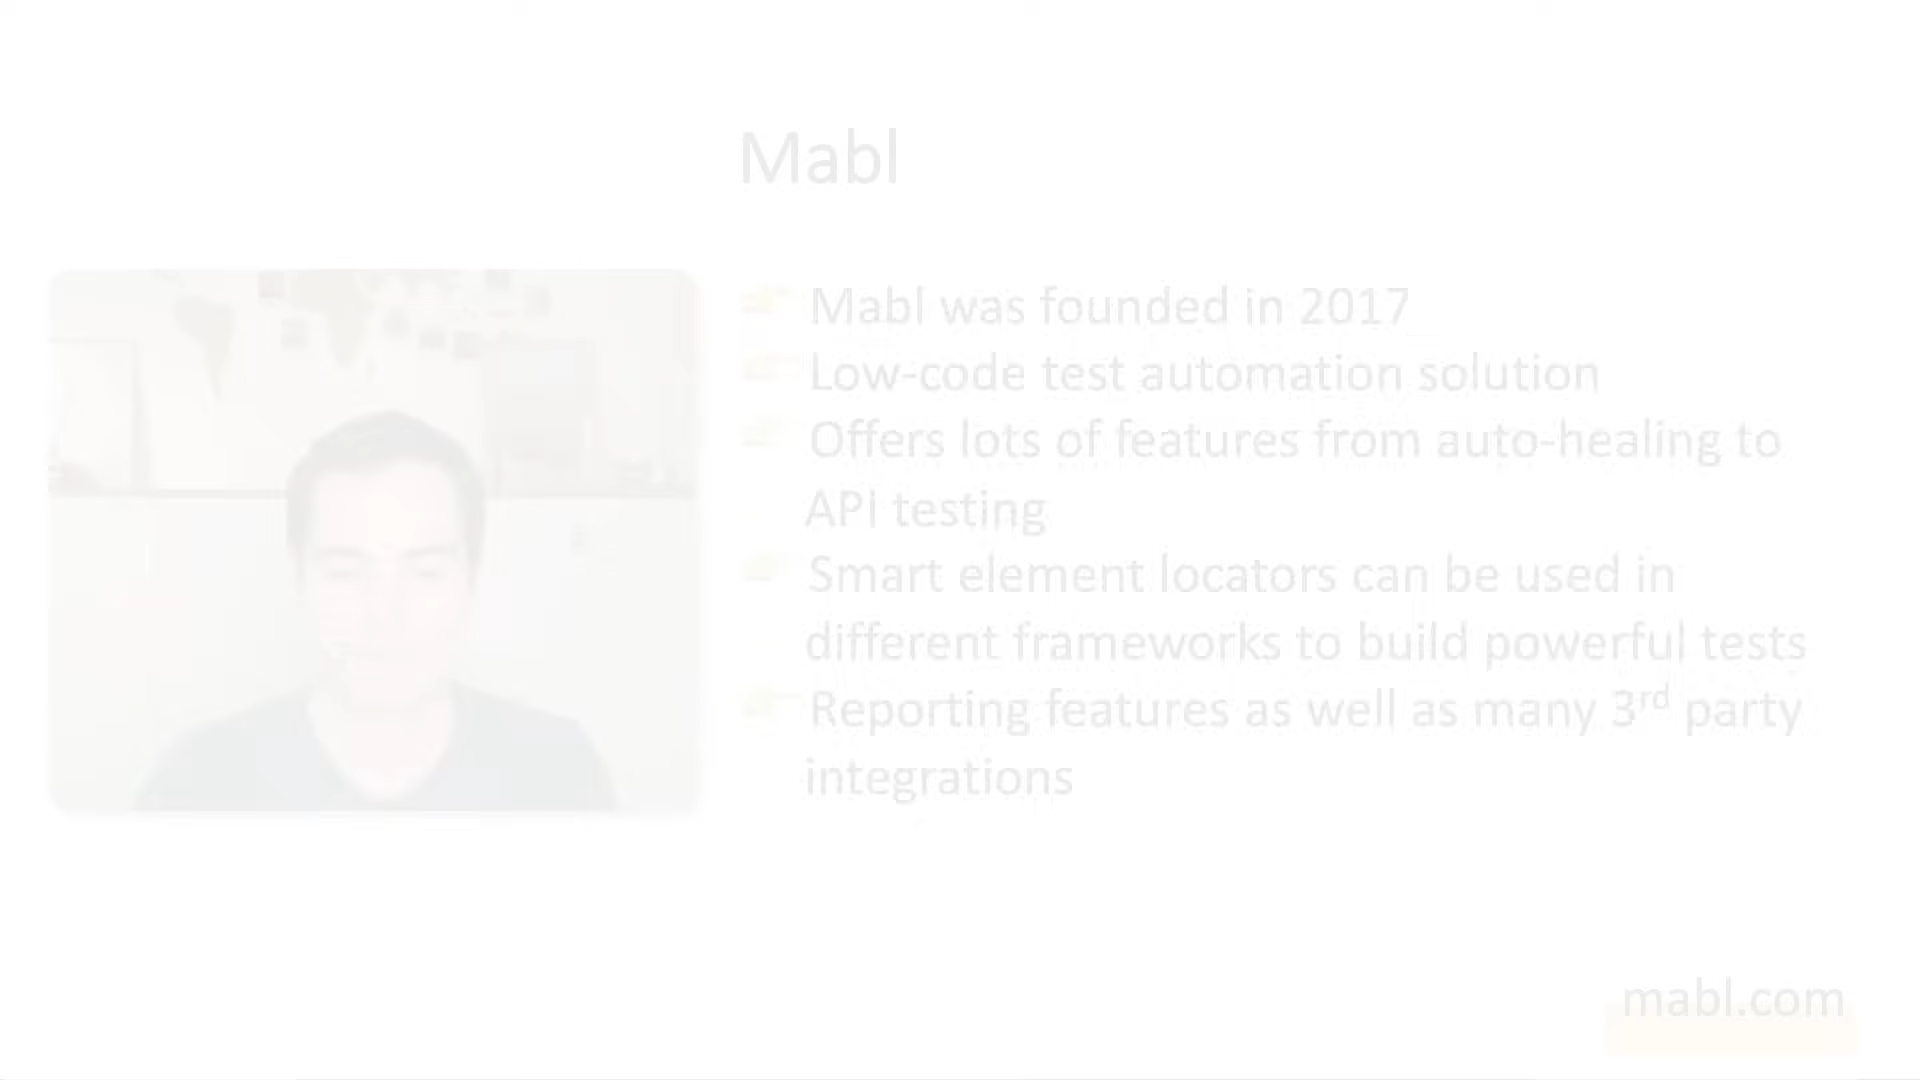 Mabl
Mabl was founded in 2017
Low-code test automation solution
Offers lots of features from auto-healing to
API testing
Smart element locators can be used in
different frameworks to build powerful tests
Reporting features as well as many 3rd party
integrations
mabl.com